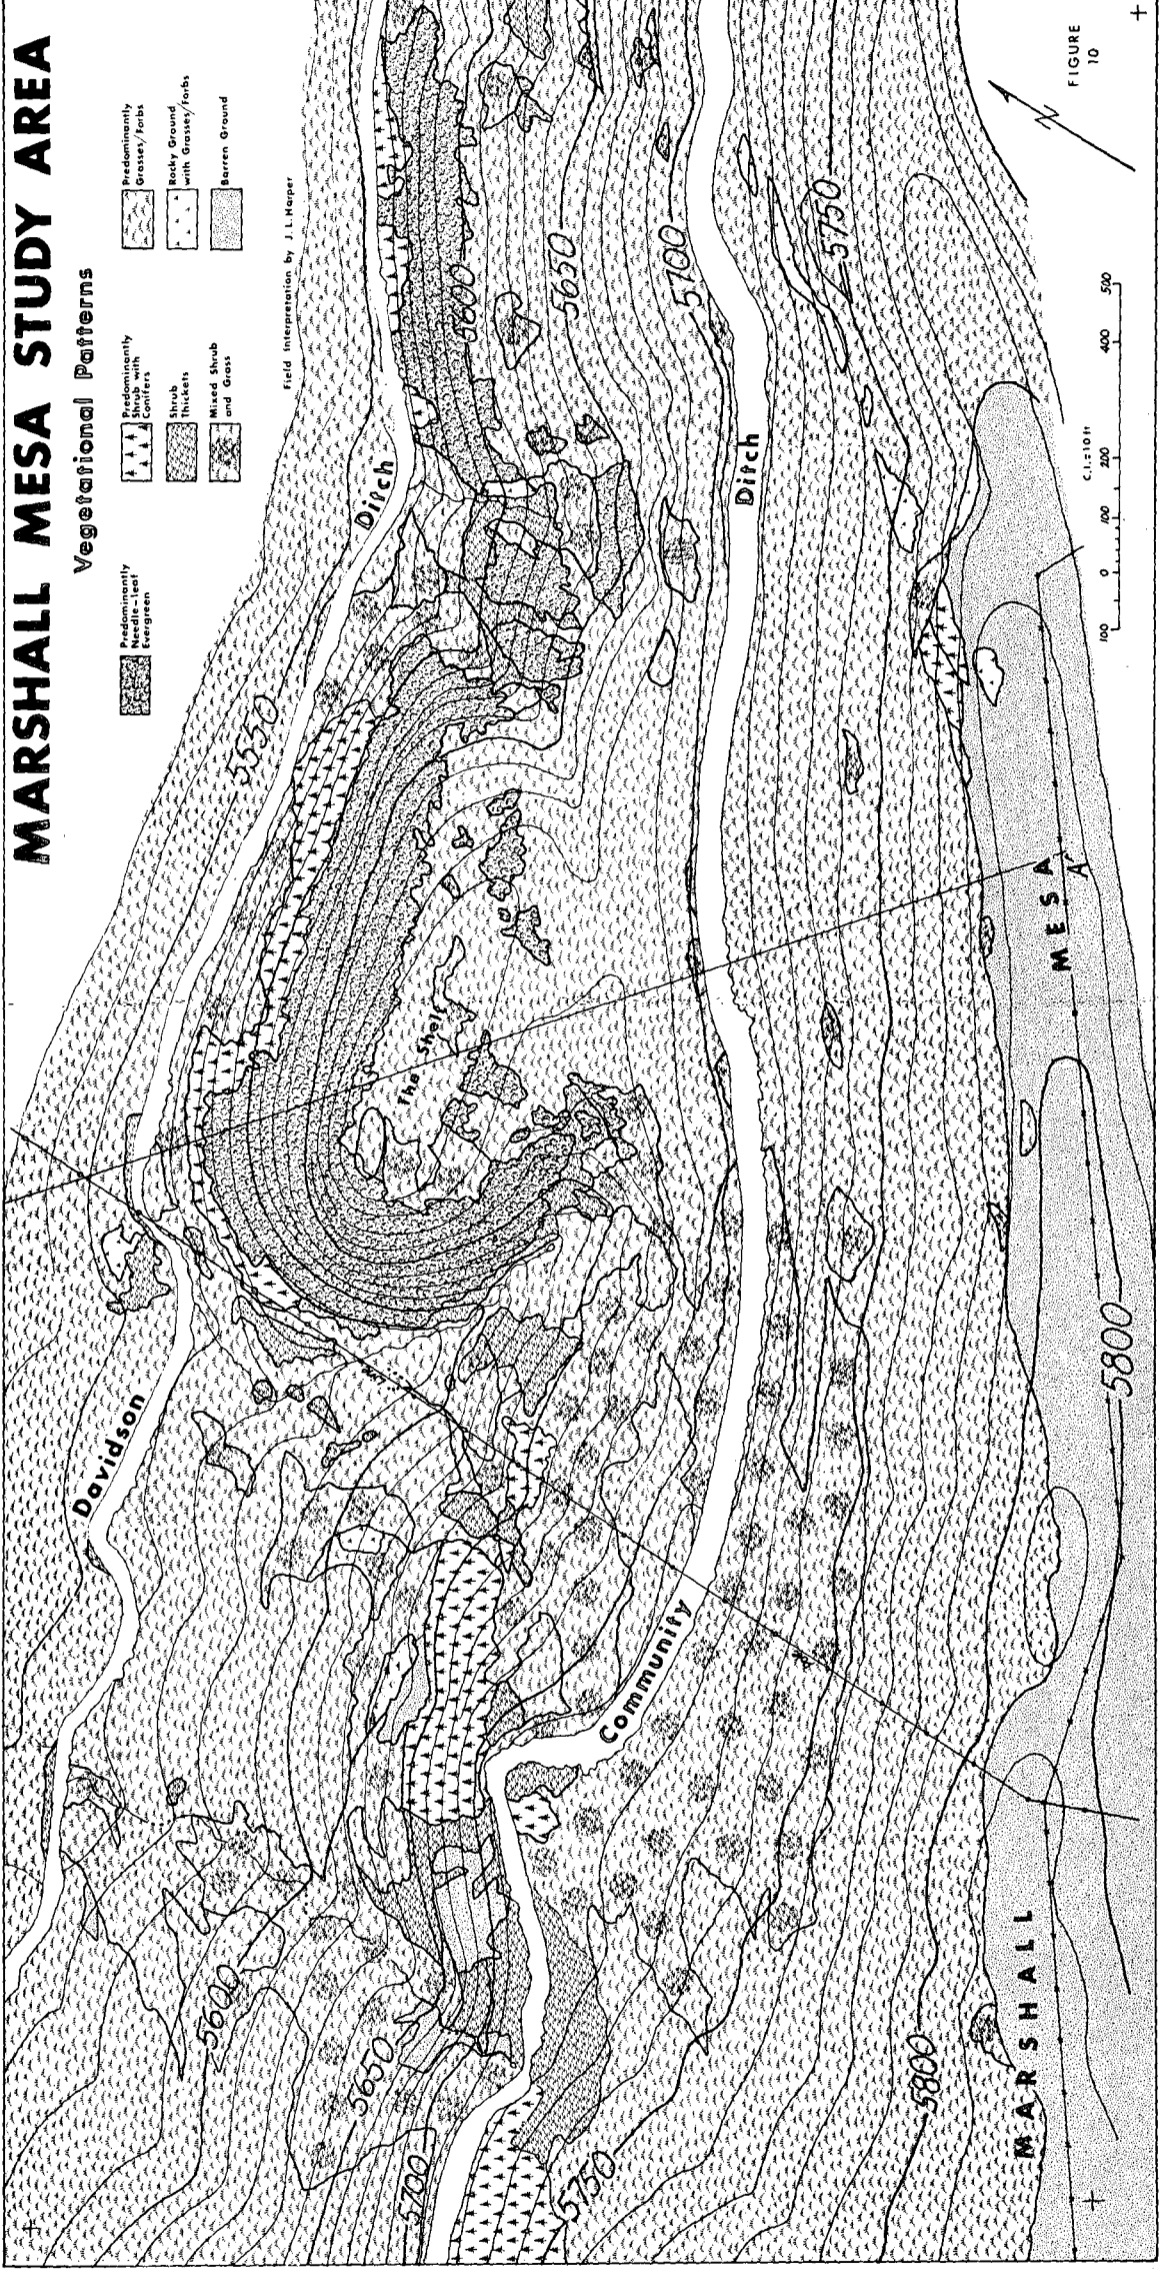 MARSHALL MESA STUDY AREA
Vegetational Patterns
Predominantly
Needle-leaf
Evergreen
Predominantly
Shrub with
Conifers
Shrub
Thickets
Mixed Shrub
and Grass
Predominantly
Grasses/Forbs
Rocky Ground
with Grasses/Forbs
Barren Ground
Field Interpretation by J. L. Harper
5550
Davidson
Ditch
5600
5600
5650
5650
5700
5700
5750
5750
The Shelf
Community
Ditch
5800
5800
MARSHALL
MESA
A'
C.I.=10ft
100
0
100
200
400
500
N
FIGURE
10